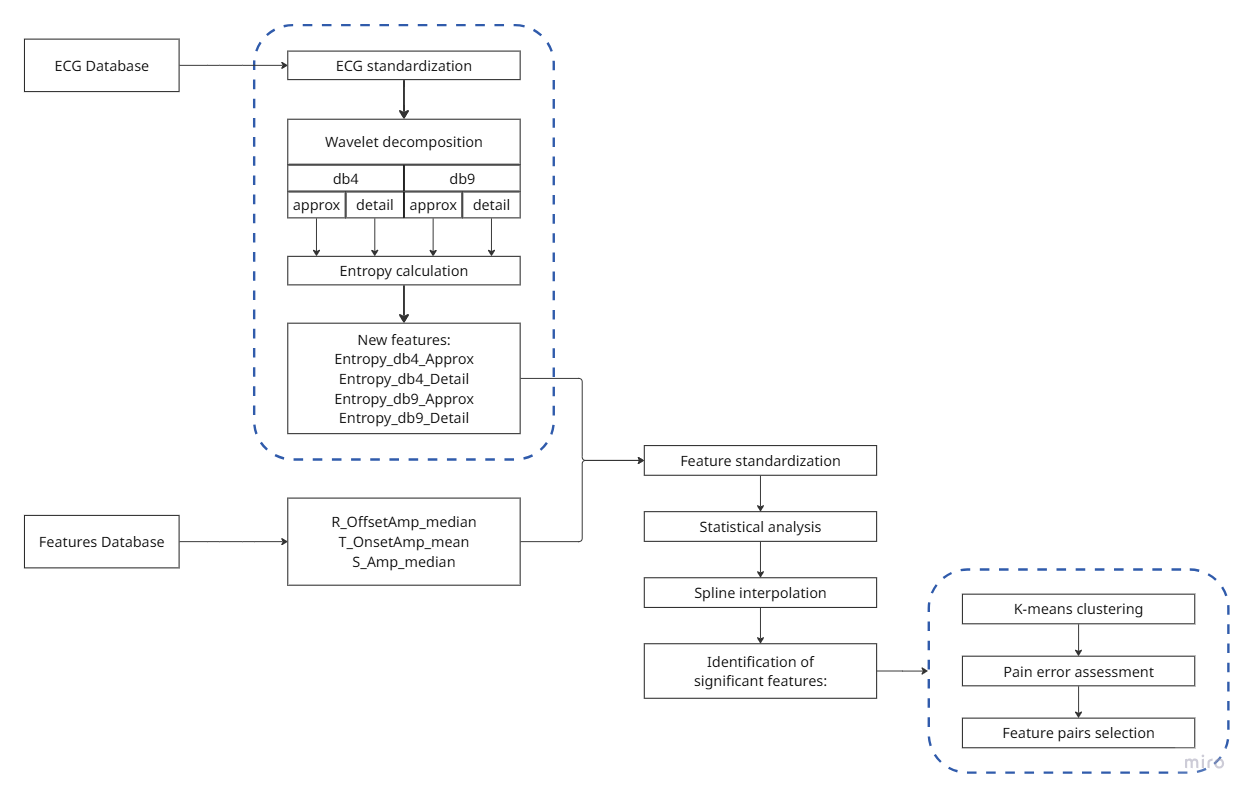 ECG Database
ECG standardization
Wavelet decomposition
db4
db9
approx
detail
approx
detail
Entropy calculation
New features:
Entropy_db4_Approx
Entropy_db4_Detail
Entropy_db9_Approx
Entropy_db9_Detail
Features Database
R_OffsetAmp_median
T_OnsetAmp_mean
S_Amp_median
Feature standardization
Statistical analysis
Spline interpolation
Identification of
significant features:
K-means clustering
Pain error assessment
Feature pairs selection
miro